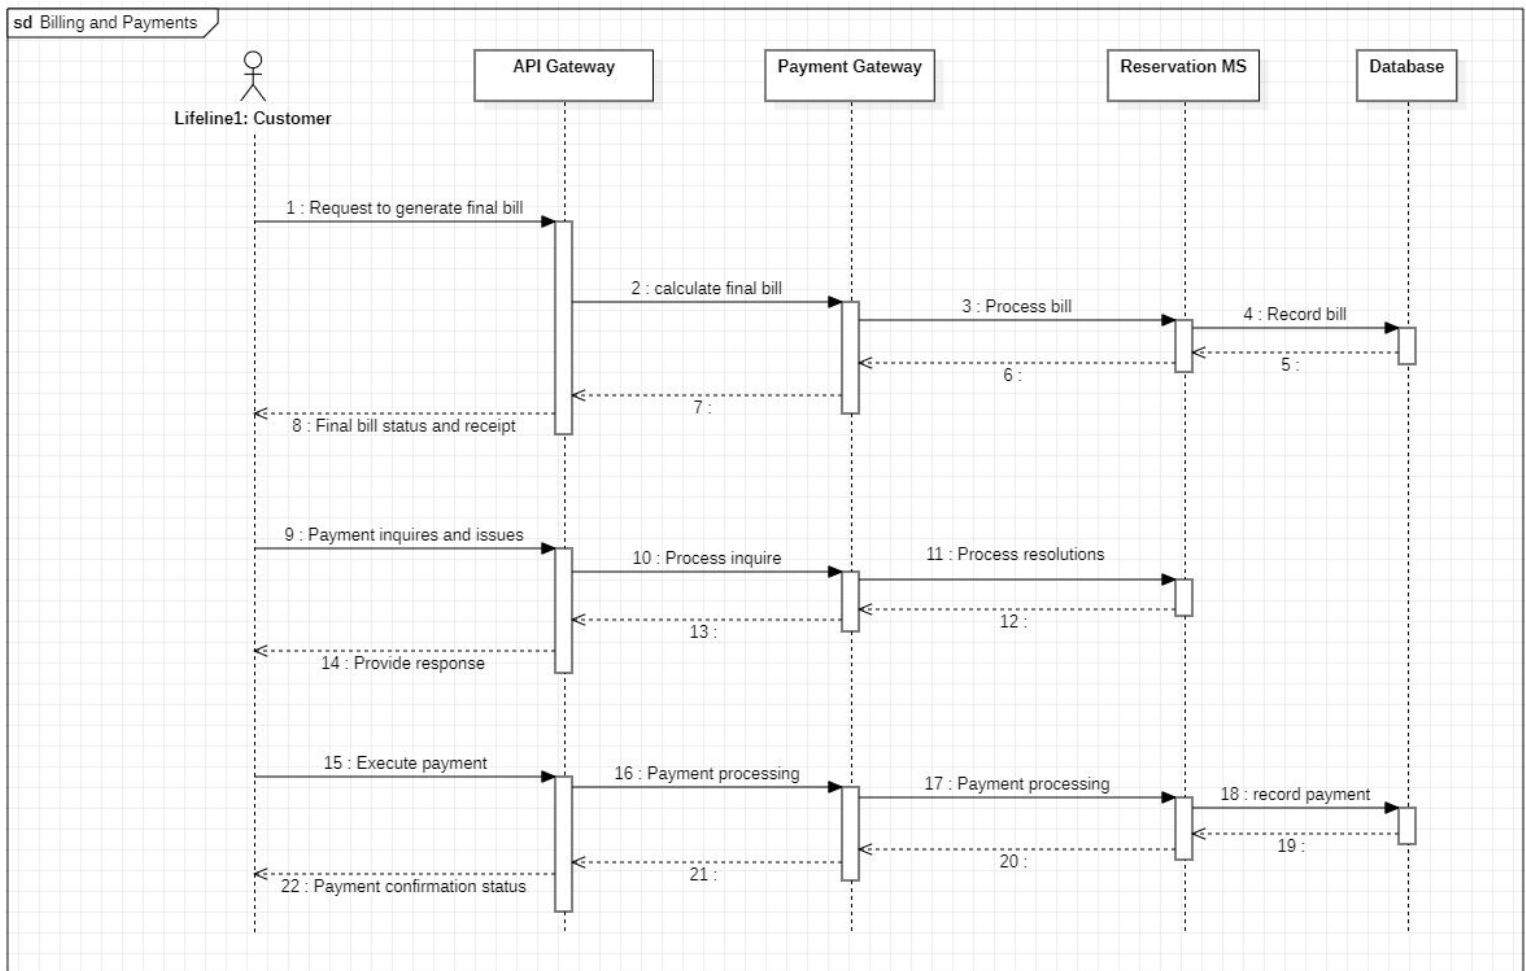 sd Billing and Payments
API Gateway
Payment Gateway
Reservation MS
Database
Lifeline1: Customer
1 : Request to generate final bill
2 : calculate final bill
3 : Process bill
4 : Record bill
5 :
6 :
7 :
8 : Final bill status and receipt
9 : Payment inquires and issues
10 : Process inquire
11 : Process resolutions
12 :
13 :
14 : Provide response
15 : Execute payment
16 : Payment processing
17 : Payment processing
18 : record payment
19 :
20 :
21 :
22 : Payment confirmation status